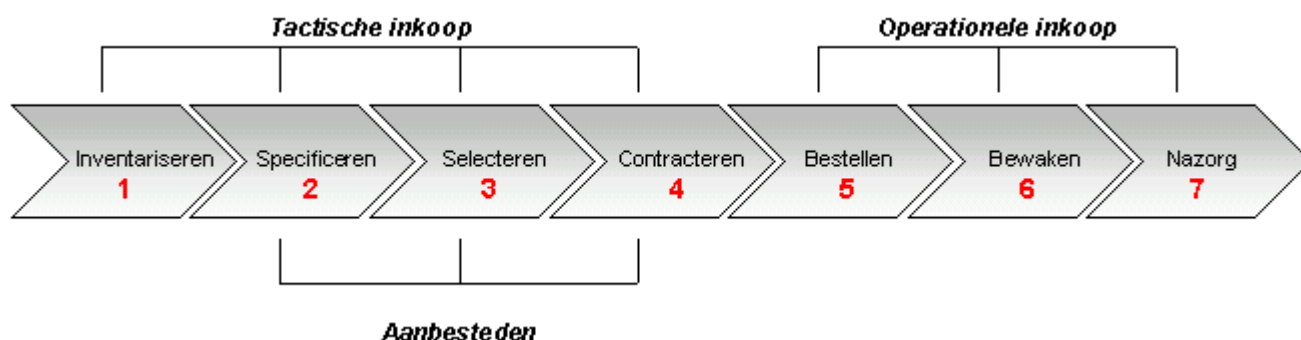 Tactische inkoop
Operationele inkoop
Inventariseren
1
Specificeren
2
Selecteren
3
Contracteren
4
Bestellen
5
Bewaken
6
Nazorg
7
Aanbesteden